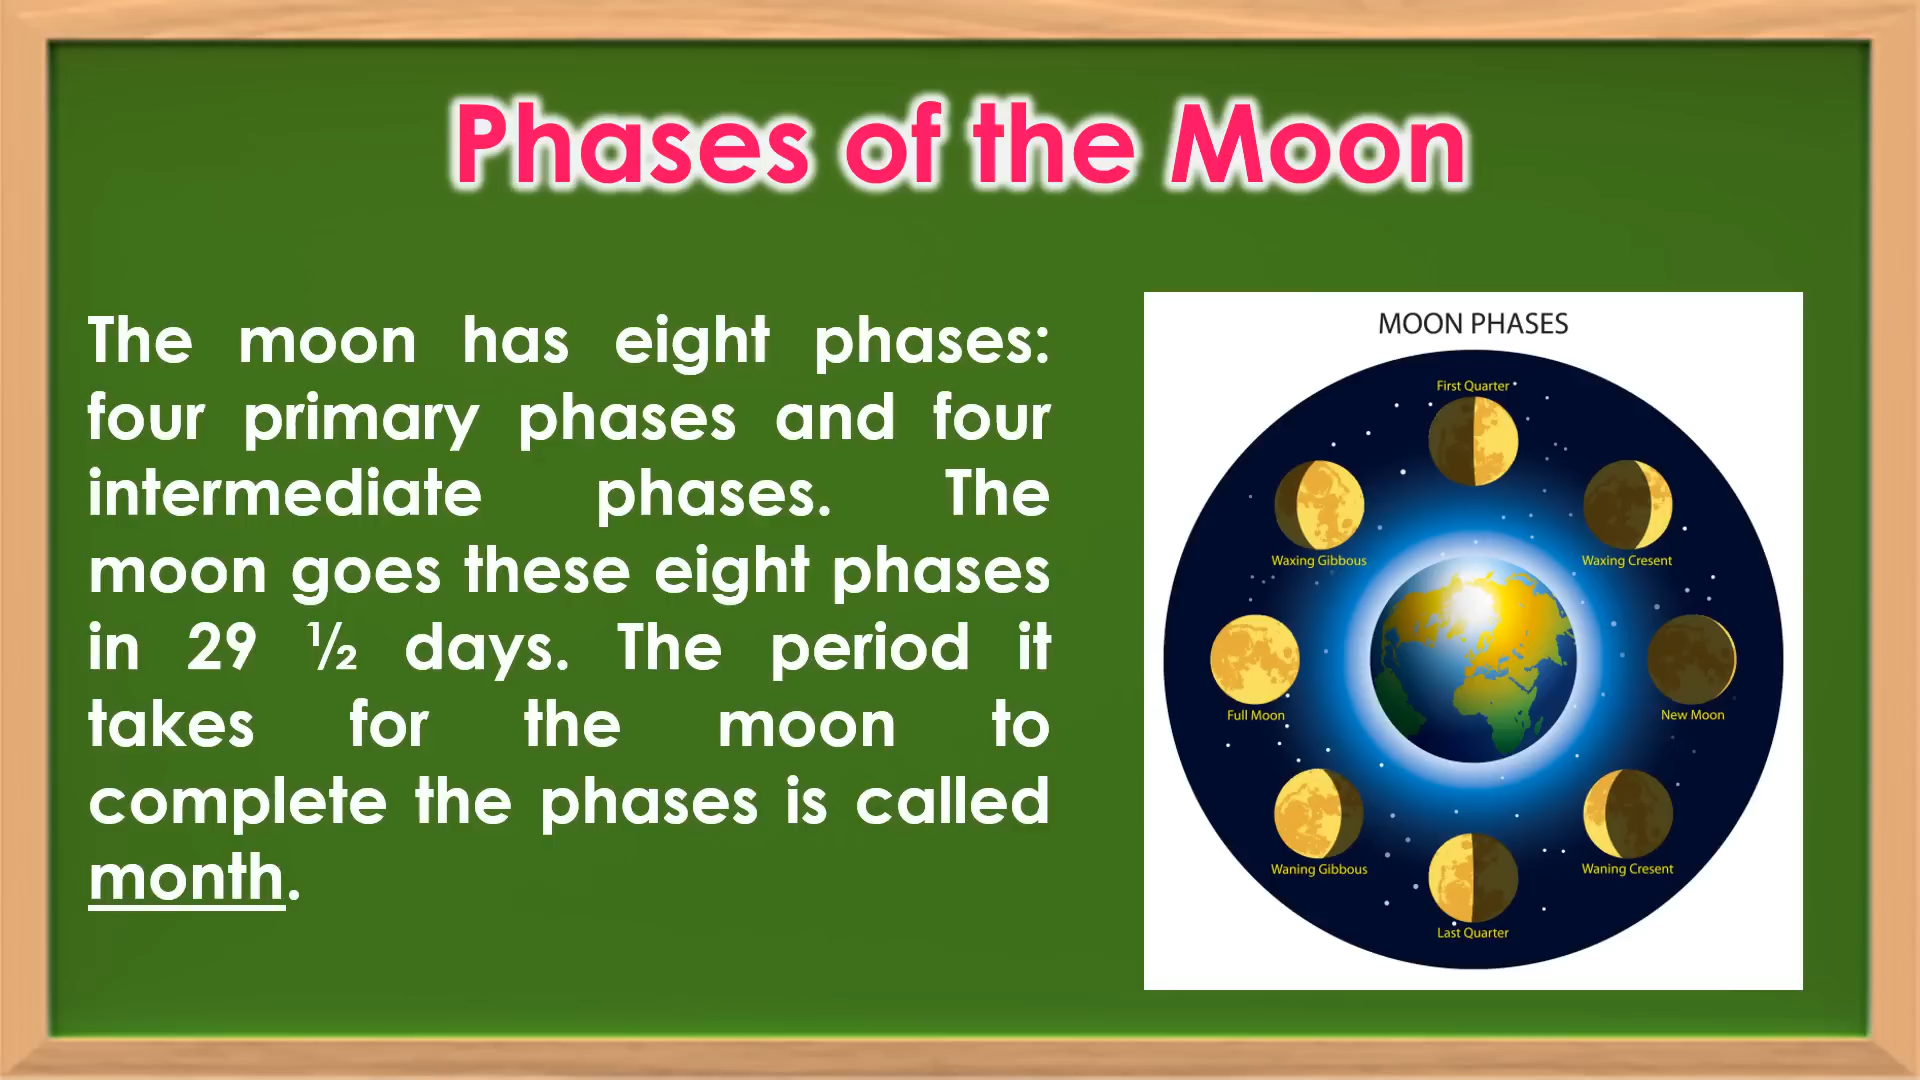 Phases of the Moon
The moon has eight phases:
four primary phases and four
intermediate phases. The
moon goes these eight phases
in 29 ½ days. The period it
takes for the moon to
complete the phases is called
month.
MOON PHASES
First Quarter
Waxing Gibbous
Waxing Cresent
Full Moon
New Moon
Waning Gibbous
Waning Cresent
Last Quarter